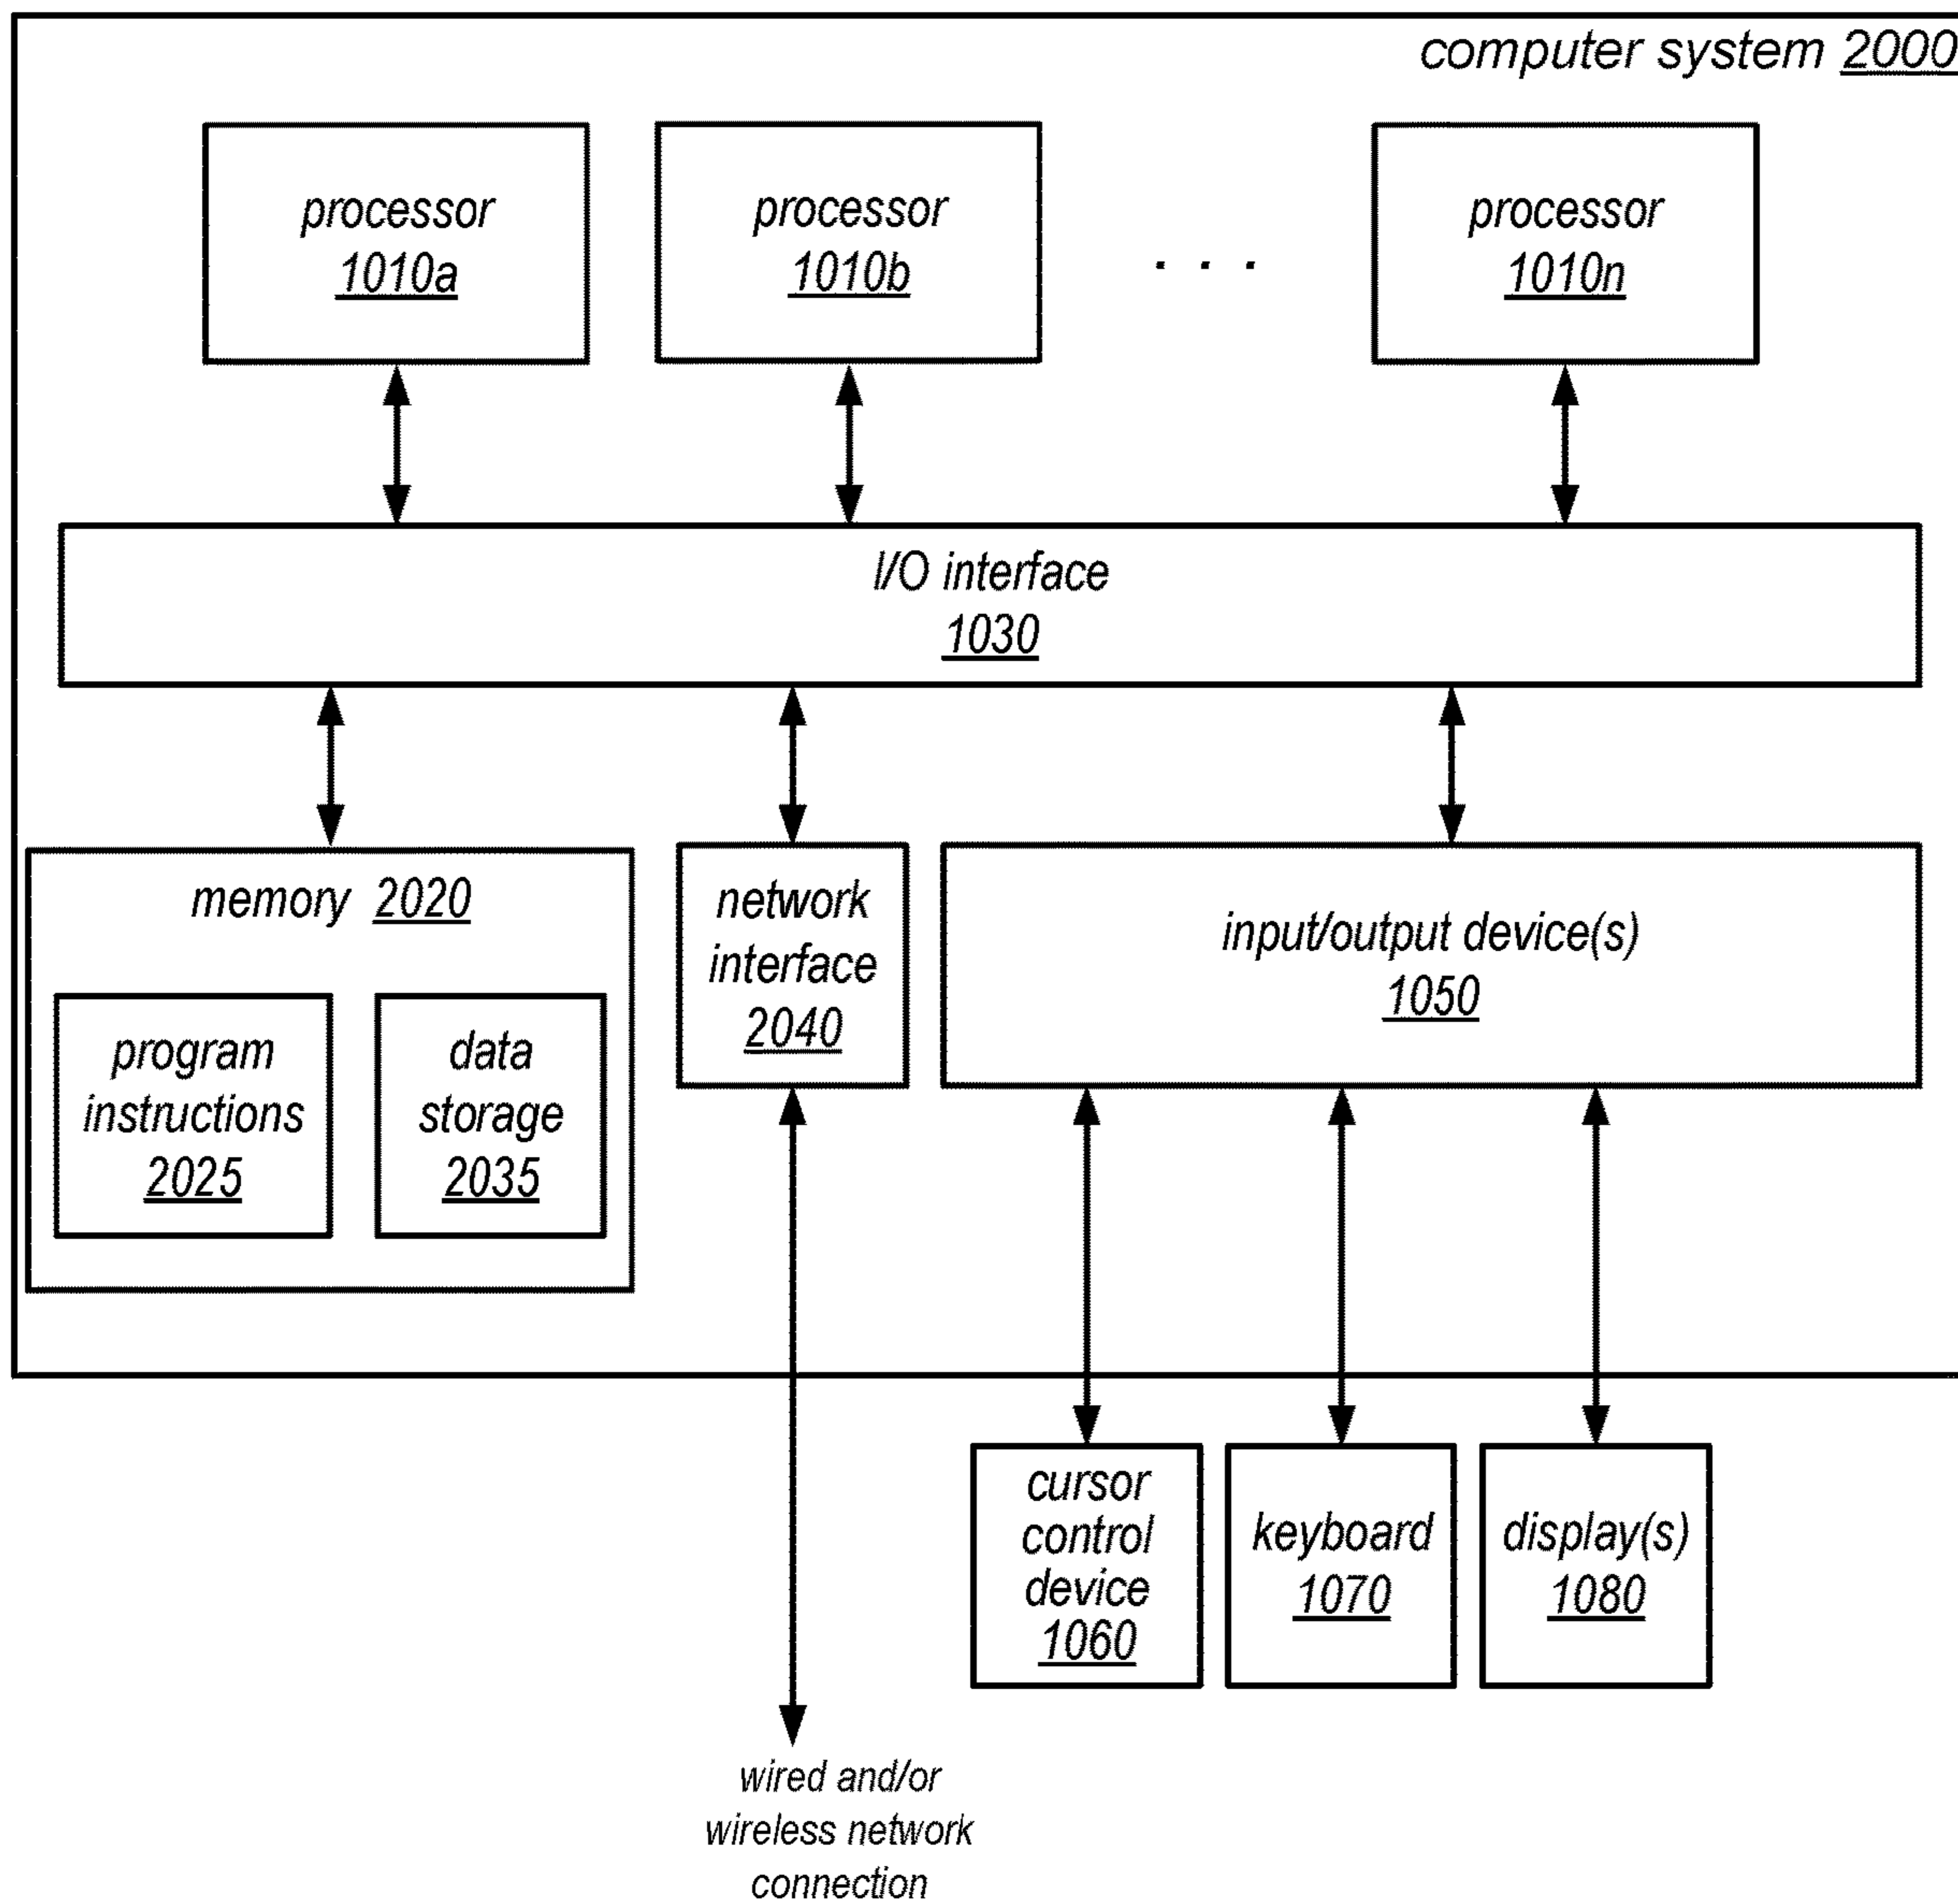 computer system 2000
processor
1010a
processor
1010b
. . .
processor
1010n
I/O interface
1030
memory 2020
program
instructions
2025
data
storage
2035
network
interface
2040
input/output device(s)
1050
cursor
control
device
1060
keyboard
1070
display(s)
1080
wired and/or
wireless network
connection